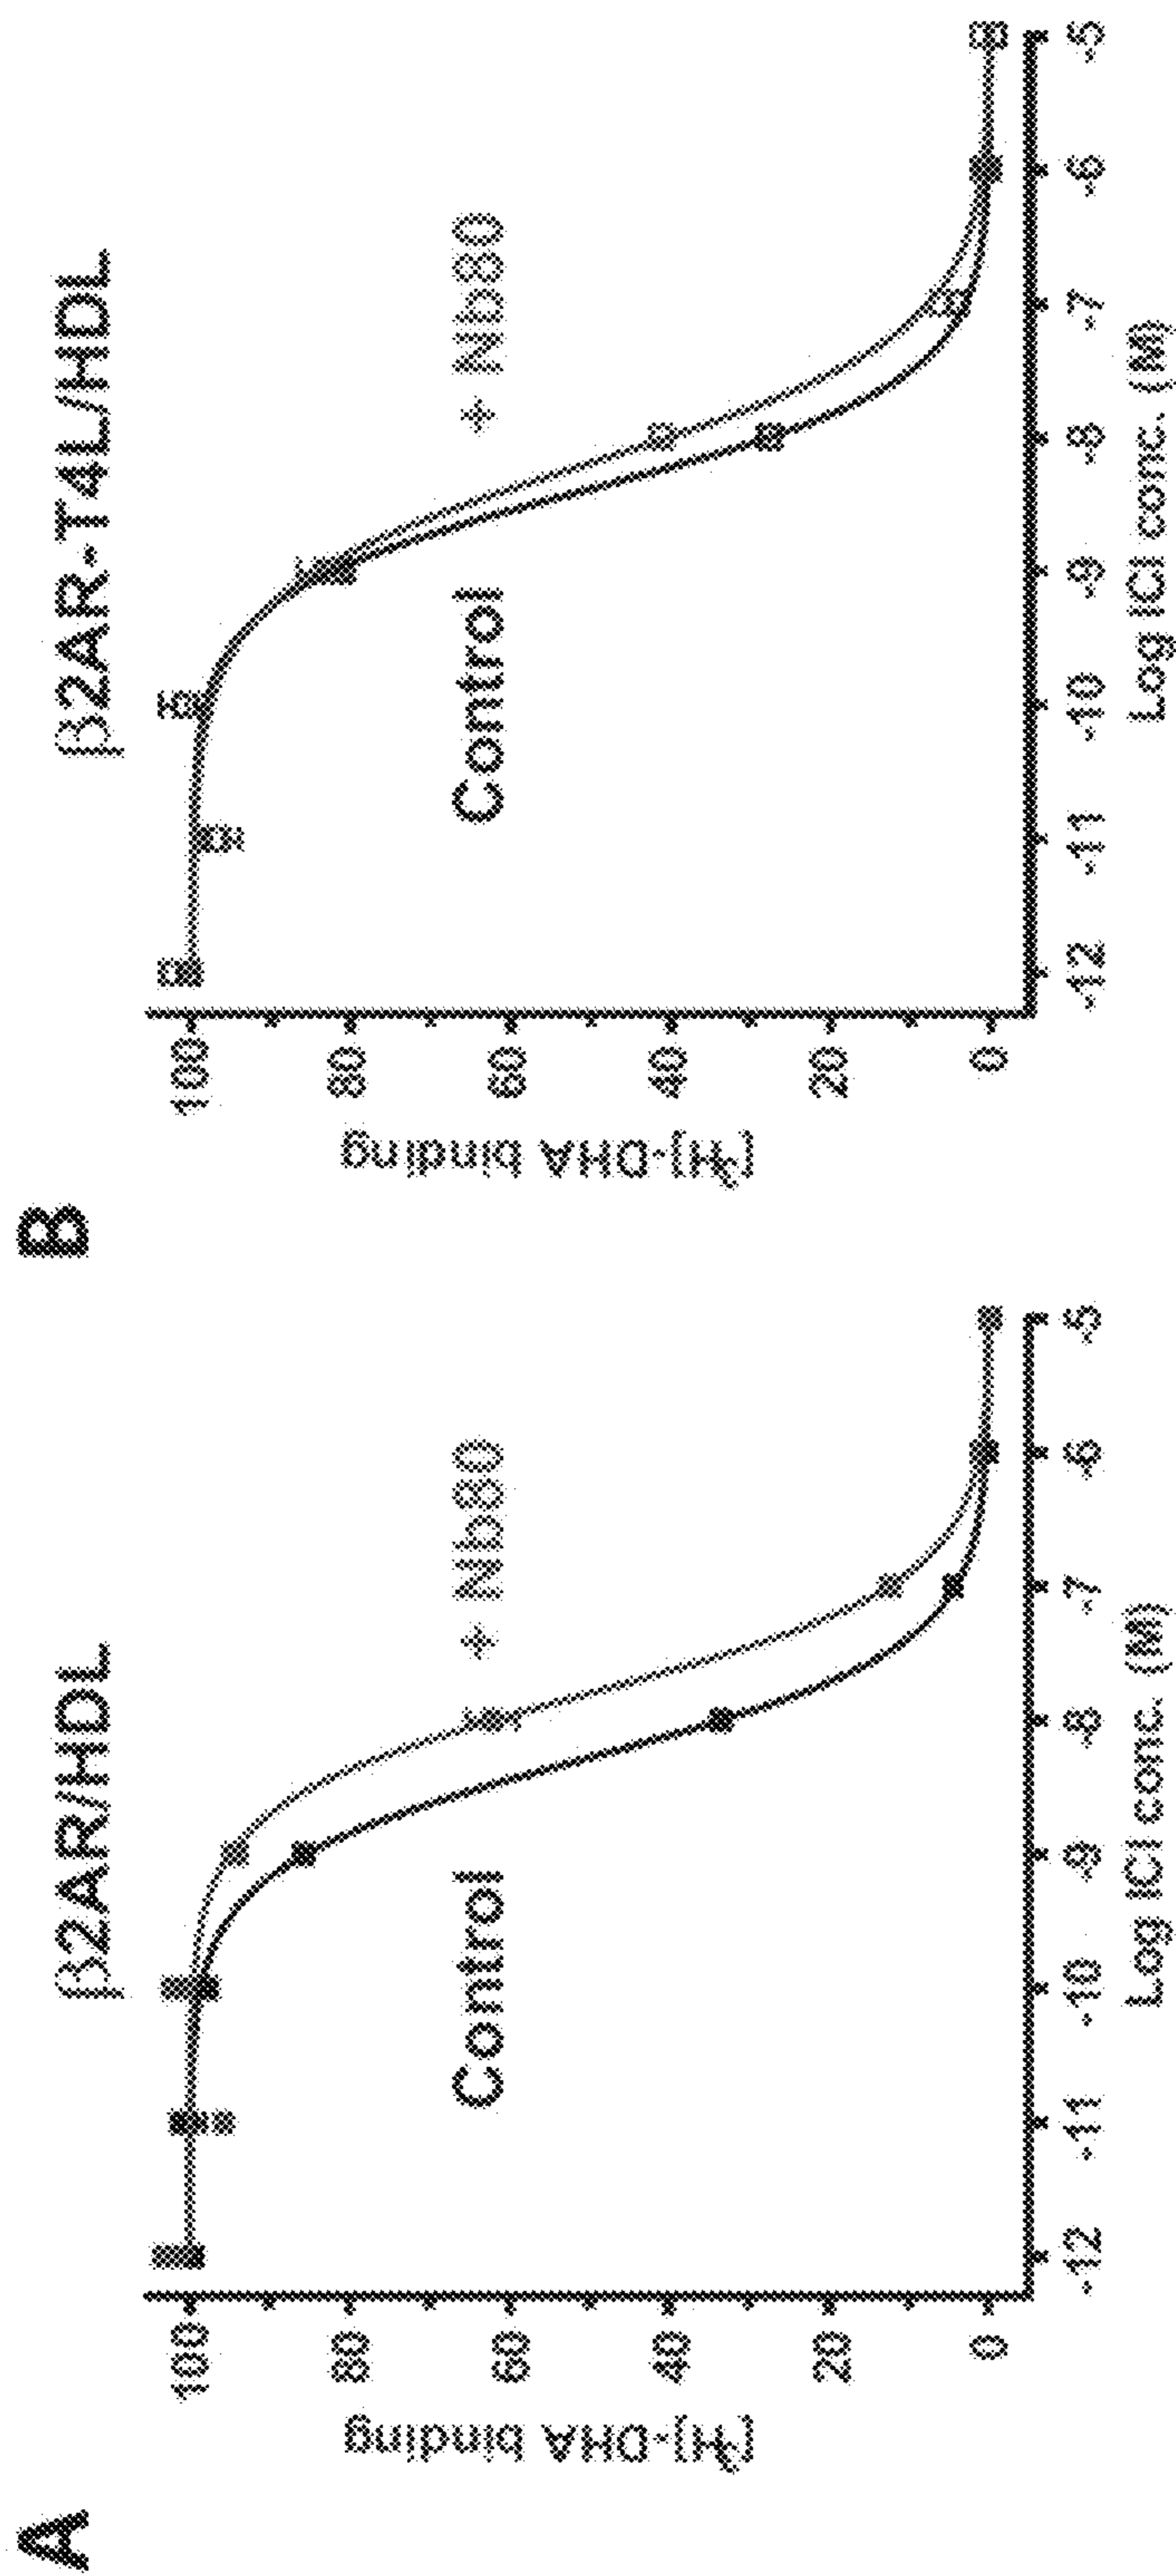 A
β2AR/HDL
[³H]-DHA binding
100
80
60
40
20
0
+ Nb80
Control
-12 -11 -10 -9 -8 -7 -6 -5
Log ICI conc. (M)
B
β2AR-T4L/HDL
[³H]-DHA binding
100
80
60
40
20
0
+ Nb80
Control
-12 -11 -10 -9 -8 -7 -6 -5
Log ICI conc. (M)